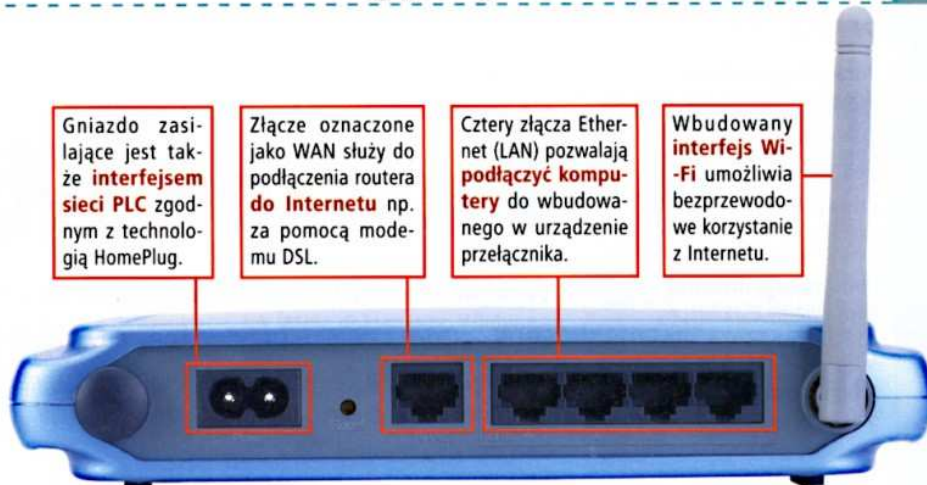 Gniazdo zasi-
lające jest tak-
że interfejsem
sieci PLC zgod-
nym z technolo-
gią HomePlug.
Złącze oznaczone
jako WAN służy do
podłączenia routera
do Internetu np.
za pomocą mode-
mu DSL.
Cztery złącza Ether-
net (LAN) pozwalają
podłączyć kompu-
tery do wbudowa-
nego w urządzenie
przełącznika.
Wbudowany
interfejs Wi-
-Fi umożliwia
bezprzewodo-
we korzystanie
z Internetu.